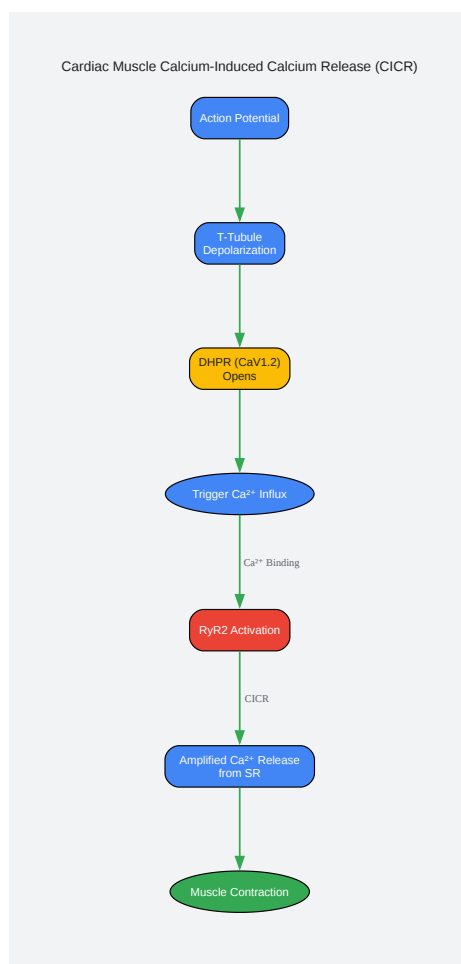 Cardiac Muscle Calcium-Induced Calcium Release (CICR)
Action Potential
T-Tubule
Depolarization
DHPR (CaV1.2)
Opens
Trigger Ca²⁺ Influx
Ca²⁺ Binding
RyR2 Activation
CICR
Amplified Ca²⁺ Release
from SR
Muscle Contraction